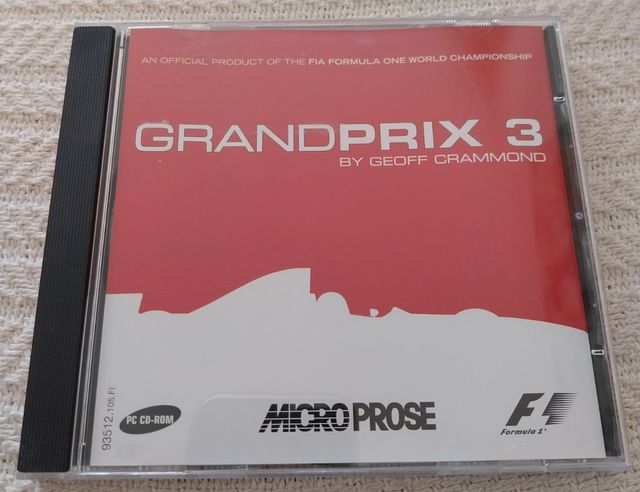 AN OFFICIAL PRODUCT OF THE FIA FORMULA ONE WORLD CHAMPIONSHIP
GRANDPRIX 3
BY GEOFF CRAMMOND
93512.105.FI
PC CD-ROM
MICROPROSE
F1
Formula 1®